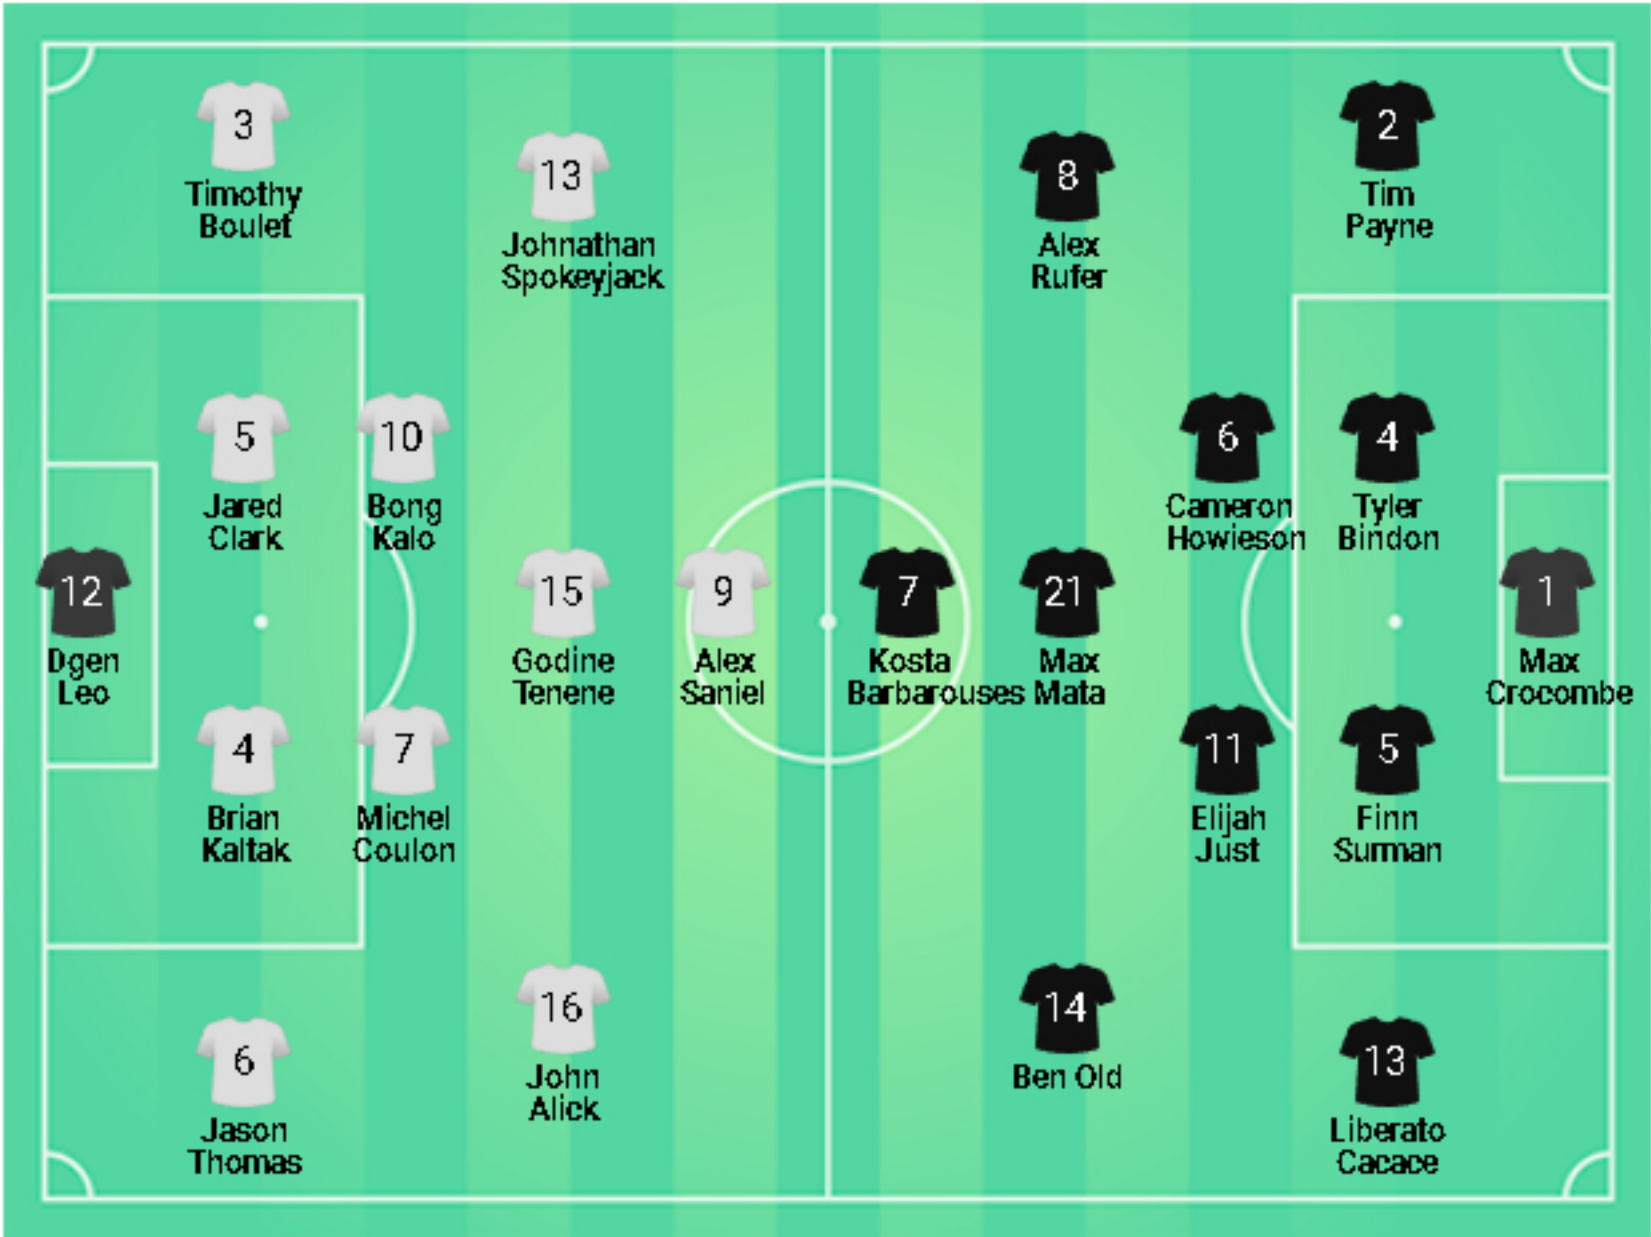 3
Timothy
Boulet
13
Johnathan
Spokeyjack
8
Alex
Rufer
2
Tim
Payne
5
Jared
Clark
10
Bong
Kalo
6
Cameron
Howieson
4
Tyler
Bindon
12
Dgen
Leo
15
Godine
Tenene
9
Alex
Saniel
7
Kosta
Barbarouses
21
Max
Mata
1
Max
Crocombe
4
Brian
Kaltak
7
Michel
Coulon
11
Elijah
Just
5
Finn
Surman
6
Jason
Thomas
16
John
Alick
14
Ben Old
13
Liberato
Cacace